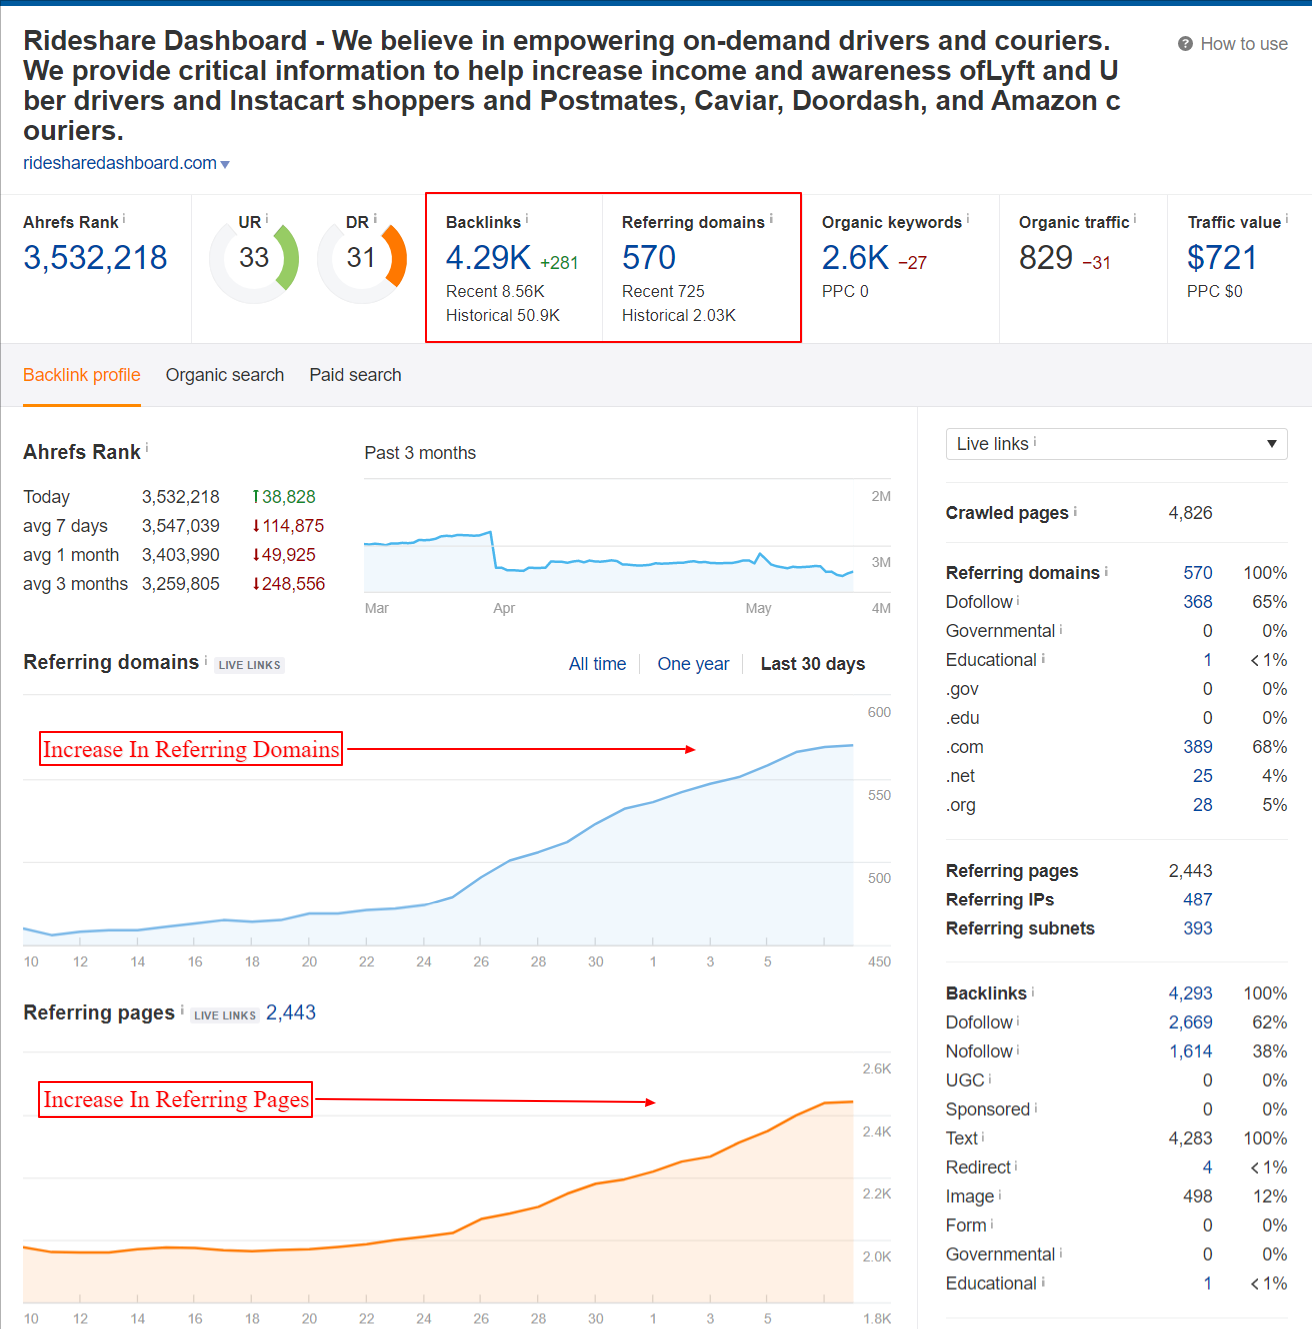 Rideshare Dashboard - We believe in empowering on-demand drivers and couriers.
We provide critical information to help increase income and awareness ofLyft and U
ber drivers and Instacart shoppers and Postmates, Caviar, Doordash, and Amazon c
ouriers.
How to use
ridesharedashboard.com
Ahrefs Rank i
3,532,218
UR i
33
DR i
31
Backlinks i
4.29K +281
Recent 8.56K
Historical 50.9K
Referring domains i
570
Recent 725
Historical 2.03K
Organic keywords i
2.6K −27
PPC 0
Organic traffic i
829 −31
Traffic value i
$721
PPC $0
Backlink profile Organic search Paid search
Ahrefs Rank i
Today 3,532,218 ↑38,828
avg 7 days 3,547,039 ↓114,875
avg 1 month 3,403,990 ↓49,925
avg 3 months 3,259,805 ↓248,556
Past 3 months
2M
3M
4M
Mar Apr May
Referring domains i LIVE LINKS
All time One year Last 30 days
Increase In Referring Domains
600
550
500
450
10 12 14 16 18 20 22 24 26 28 30 1 3 5
Referring pages i LIVE LINKS 2,443
Increase In Referring Pages
2.6K
2.4K
2.2K
2.0K
1.8K
10 12 14 16 18 20 22 24 26 28 30 1 3 5
Live links i
Crawled pages i 4,826
Referring domains i 570 100%
Dofollow i 368 65%
Governmental i 0 0%
Educational i 1 <1%
.gov 0 0%
.edu 0 0%
.com 389 68%
.net 25 4%
.org 28 5%
Referring pages 2,443
Referring IPs 487
Referring subnets 393
Backlinks i 4,293 100%
Dofollow i 2,669 62%
Nofollow i 1,614 38%
UGC i 0 0%
Sponsored i 0 0%
Text i 4,283 100%
Redirect i 4 <1%
Image i 498 12%
Form i 0 0%
Governmental i 0 0%
Educational i 1 <1%